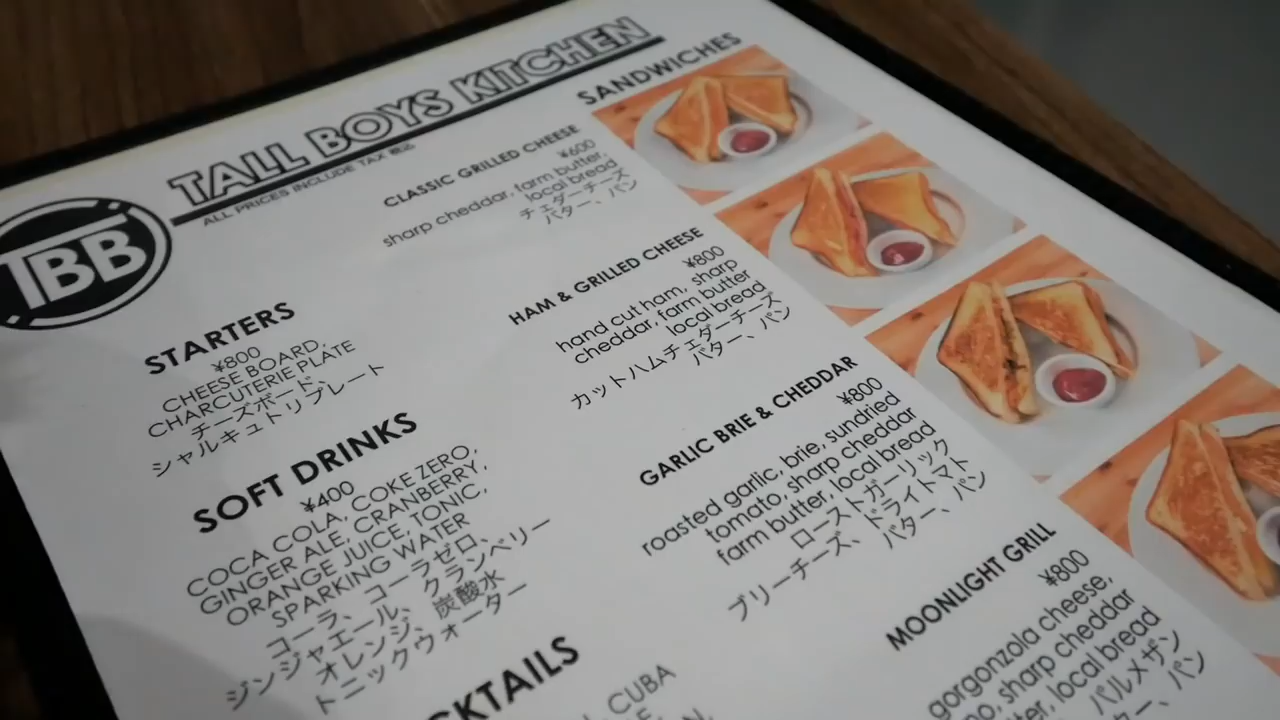 TALL BOYS KITCHEN
ALL PRICES INCLUDE TAX 税込
TBB
STARTERS
¥800
CHEESE BOARD,
CHARCUTERIE PLATE
チーズボード、
シャルキュトリプレート
SOFT DRINKS
¥400
COCA COLA, COKE ZERO,
GINGER ALE, CRANBERRY,
ORANGE JUICE, TONIC,
SPARKING WATER
コーラ、コーラゼロ、
ジンジャエール、クランベリー
オレンジ、炭酸水
トニックウォーター
KTAILS
CUBA
SANDWICHES
CLASSIC GRILLED CHEESE
¥600
sharp cheddar, farm butter,
local bread
チェダーチーズ
バター、パン
HAM & GRILLED CHEESE
¥800
hand cut ham, sharp
cheddar, farm butter
local bread
カットハムチェダーチーズ
バター、パン
GARLIC BRIE & CHEDDAR
¥800
roasted garlic, brie, sundried
tomato, sharp cheddar
farm butter, local bread
ローストガーリック
ブリーチーズ、ドライトマト
バター、パン
MOONLIGHT GRILL
¥800
gorgonzola cheese,
no, sharp cheddar
ter, local bread
パルメザン
ター、パン